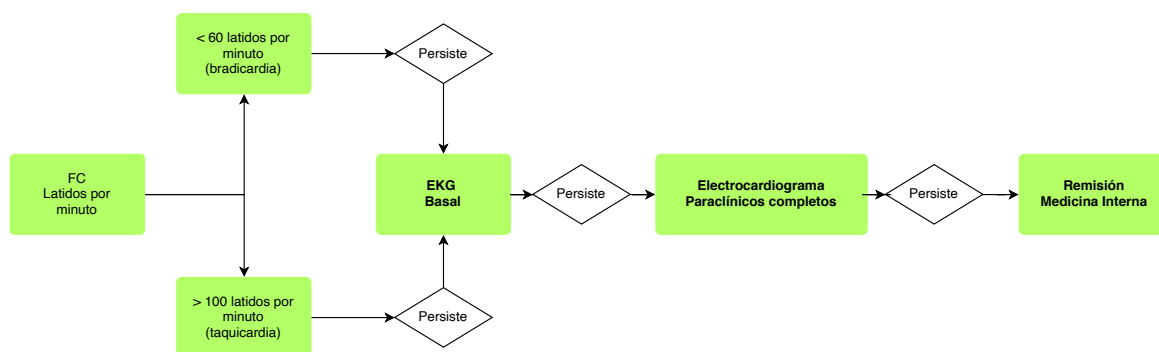 < 60 latidos por
minuto
(bradicardia)
Persiste
FC
Latidos por
minuto
EKG
Basal
Persiste
Electrocardiograma
Paraclínicos completos
Persiste
Remisión
Medicina Interna
> 100 latidos por
minuto
(taquicardia)
Persiste